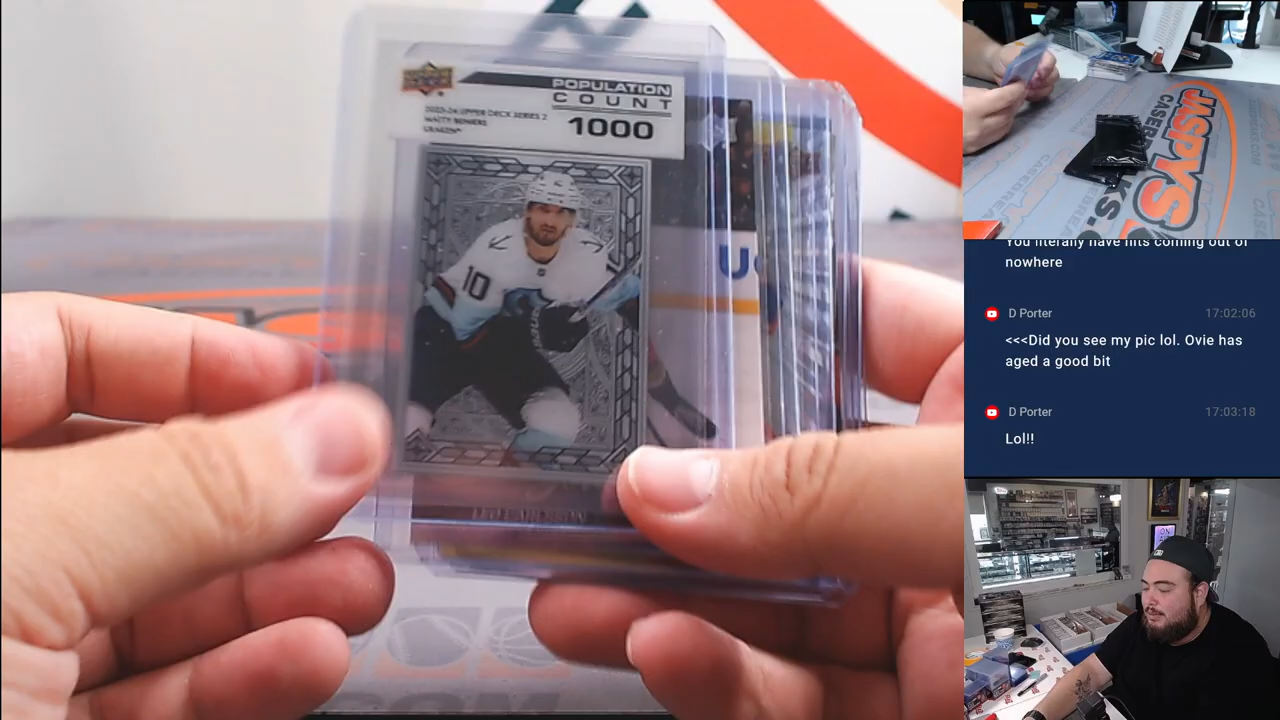 POPULATION
COUNT
1000
2023-24 UPPER DECK SERIES 2
MATTY BENIERS
KRAKEN
10
U
JASPYS
CASEBREAKS.
You literally have hits coming out of
nowhere
D Porter 17:02:06
<<<Did you see my pic lol. Ovie has
aged a good bit
D Porter 17:03:18
Lol!!
ON